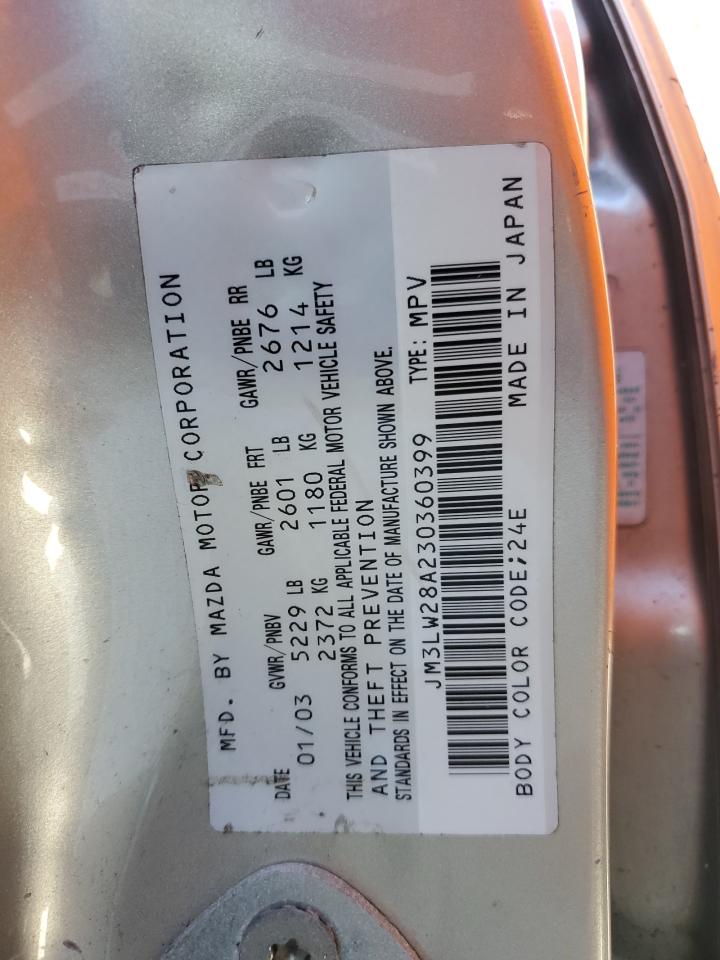 MFD. BY MAZDA MOTOR CORPORATION
DATE GVWR/PNBV GAWR/PNBE FRT GAWR/PNBE RR
01/03 5229 LB 2601 LB 2676 LB
2372 KG 1180 KG 1214 KG
THIS VEHICLE CONFORMS TO ALL APPLICABLE FEDERAL MOTOR VEHICLE SAFETY
AND THEFT PREVENTION
STANDARDS IN EFFECT ON THE DATE OF MANUFACTURE SHOWN ABOVE.
JM3LW28A230360399 TYPE: MPV
BODY COLOR CODE;24E MADE IN JAPAN